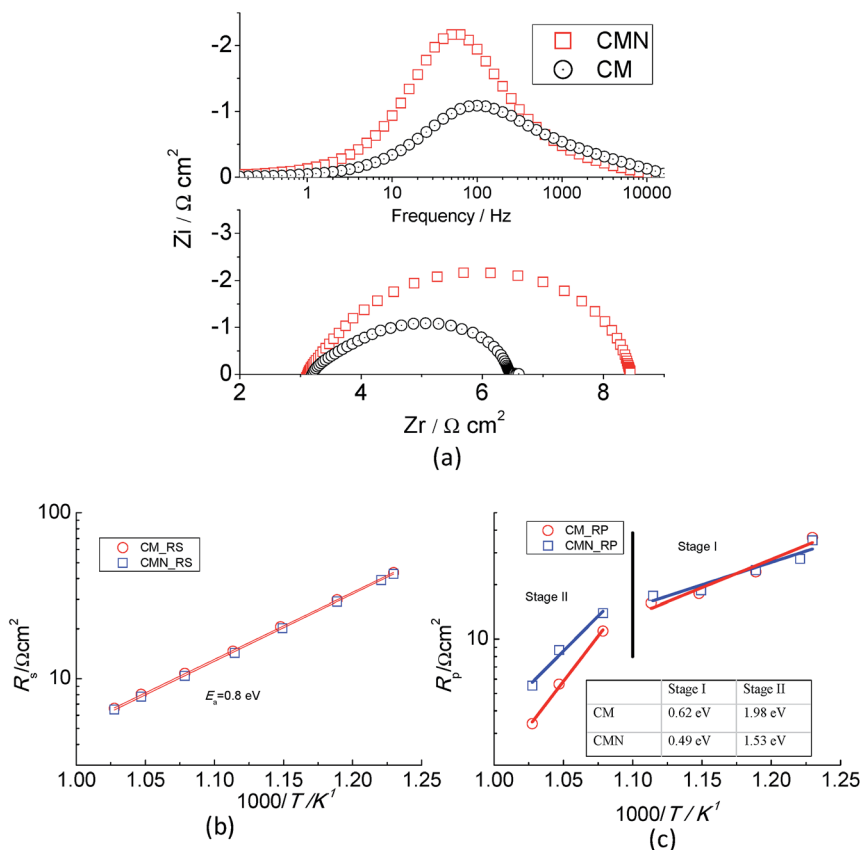 -2
-1
0
CMN
CM
1 10 100 1000 10000
Frequency / Hz
Zi / Ω cm²
-3
-2
-1
0
2 4 6 8
Zr / Ω cm²
(a)
100
10
CM_RS
CMN_RS
Rs/Ωcm²
Ea=0.8 eV
1.00 1.05 1.10 1.15 1.20 1.25
1000/T/K¹
(b)
CM_RP
CMN_RP
Stage I
Stage II
10
Rp/Ωcm²
Stage I Stage II
CM 0.62 eV 1.98 eV
CMN 0.49 eV 1.53 eV
1.00 1.05 1.10 1.15 1.20 1.25
1000/T / K¹
(c)